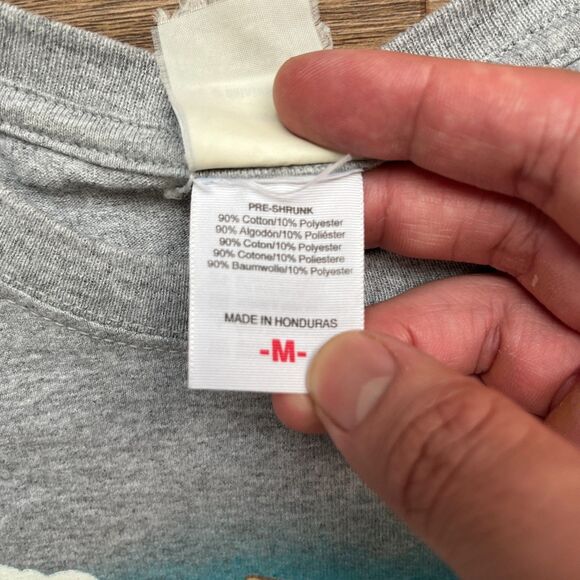 PRE-SHRUNK
90% Cotton/10% Polyester
90% Algodón/10% Poliéster
90% Coton/10% Polyester
90% Cotone/10% Poliestere
90% Baumwolle/10% Polyester
MADE IN HONDURAS
-M-